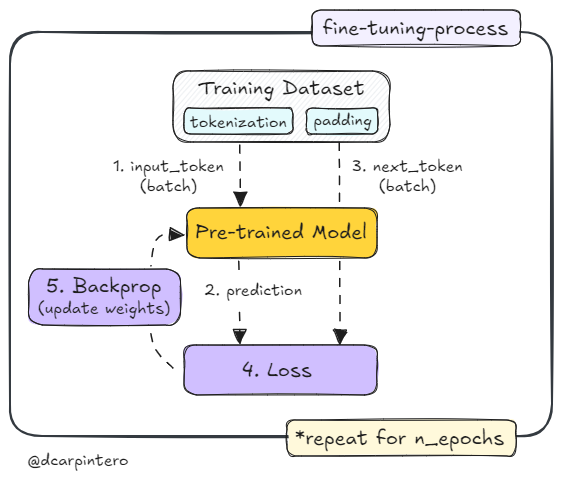 fine-tuning-process
Training Dataset
tokenization
padding
1. input_token
(batch)
3. next_token
(batch)
Pre-trained Model
2. prediction
5. Backprop
(update weights)
4. Loss
*repeat for n_epochs
@dcarpintero